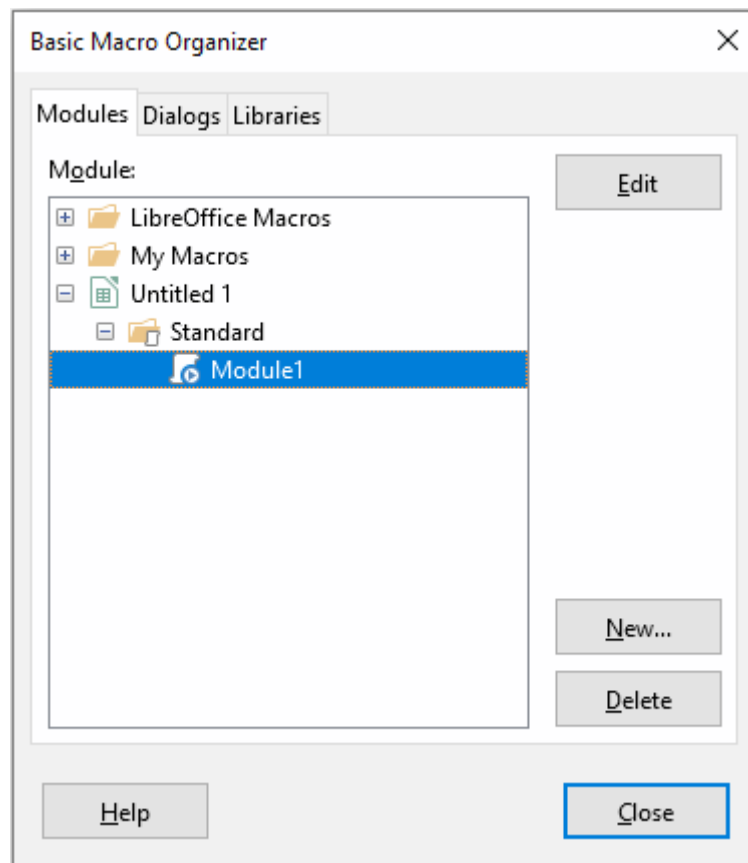 Basic Macro Organizer
Modules Dialogs Libraries
Module:
Edit
LibreOffice Macros
My Macros
Untitled 1
Standard
Module1
New...
Delete
Help Close